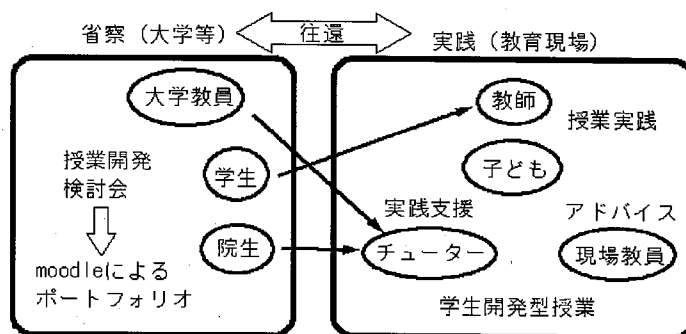 省察（大学等）
往還
実践（教育現場）
大学教員
教師
授業実践
授業開発
検討会
学生
子ども
実践支援
アドバイス
院生
チューター
現場教員
moodleによる
ポートフォリオ
学生開発型授業